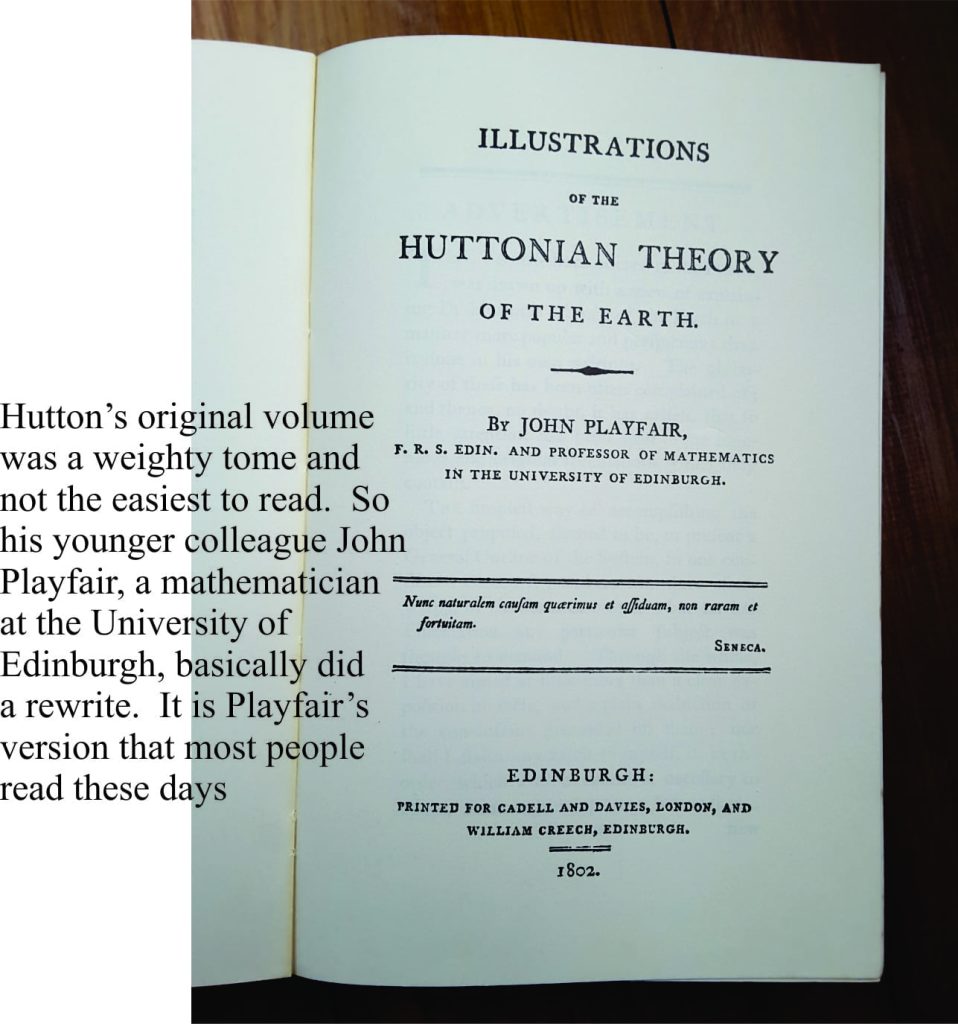 ILLUSTRATIONS
OF THE
HUTTONIAN THEORY
OF THE EARTH.
By JOHN PLAYFAIR,
F. R. S. EDIN. AND PROFESSOR OF MATHEMATICS
IN THE UNIVERSITY OF EDINBURGH.
Nunc naturalem cauſam quærimus et aſſiduam, non raram et
fortuitam.
SENECA.
EDINBURGH:
PRINTED FOR CADELL AND DAVIES, LONDON, AND
WILLIAM CREECH, EDINBURGH.
1802.
Hutton’s original volume
was a weighty tome and
not the easiest to read.  So
his younger colleague John
Playfair, a mathematician
at the University of
Edinburgh, basically did
a rewrite.  It is Playfair’s
version that most people
read these days